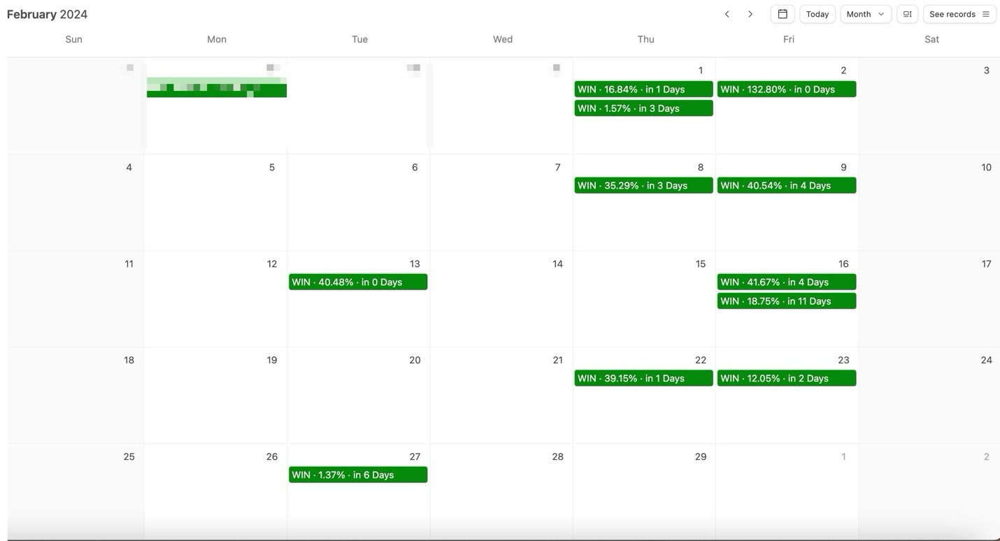 February 2024
Today
Month
See records
Sun Mon Tue Wed Thu Fri Sat
1 2 3
WIN · 16.84% · in 1 Days WIN · 132.80% · in 0 Days
WIN · 1.57% · in 3 Days
4 5 6 7 8 9 10
WIN · 35.29% · in 3 Days WIN · 40.54% · in 4 Days
11 12 13 14 15 16 17
WIN · 40.48% · in 0 Days WIN · 41.67% · in 4 Days
WIN · 18.75% · in 11 Days
18 19 20 21 22 23 24
WIN · 39.15% · in 1 Days WIN · 12.05% · in 2 Days
25 26 27 28 29 1 2
WIN · 1.37% · in 6 Days